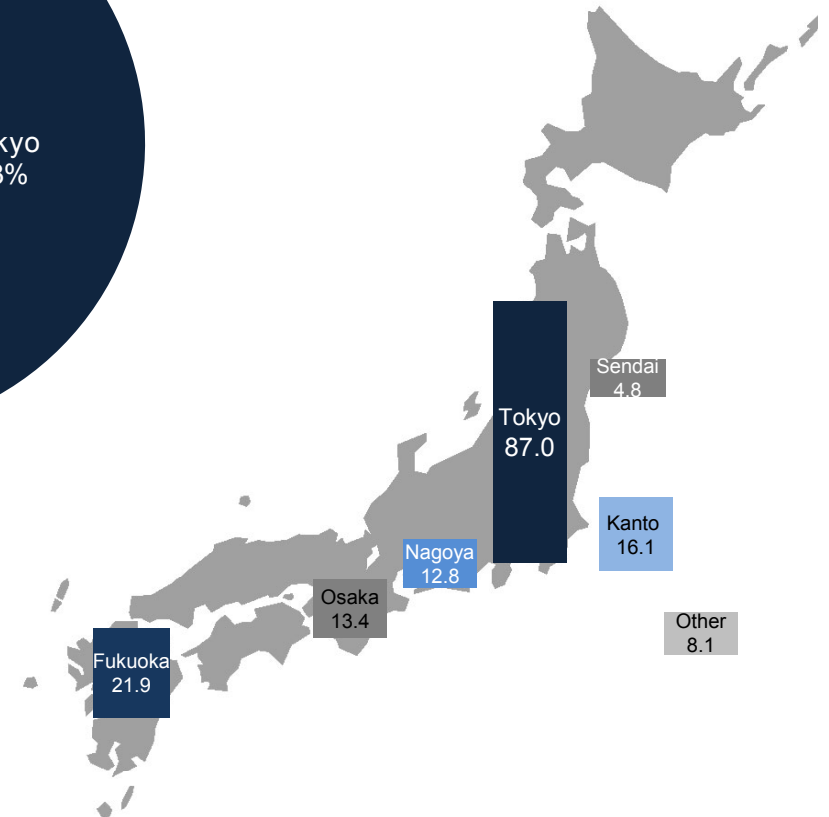 Sendai
4.8
Tokyo
87.0
Kanto
16.1
Nagoya
12.8
Osaka
13.4
Other
8.1
Fukuoka
21.9